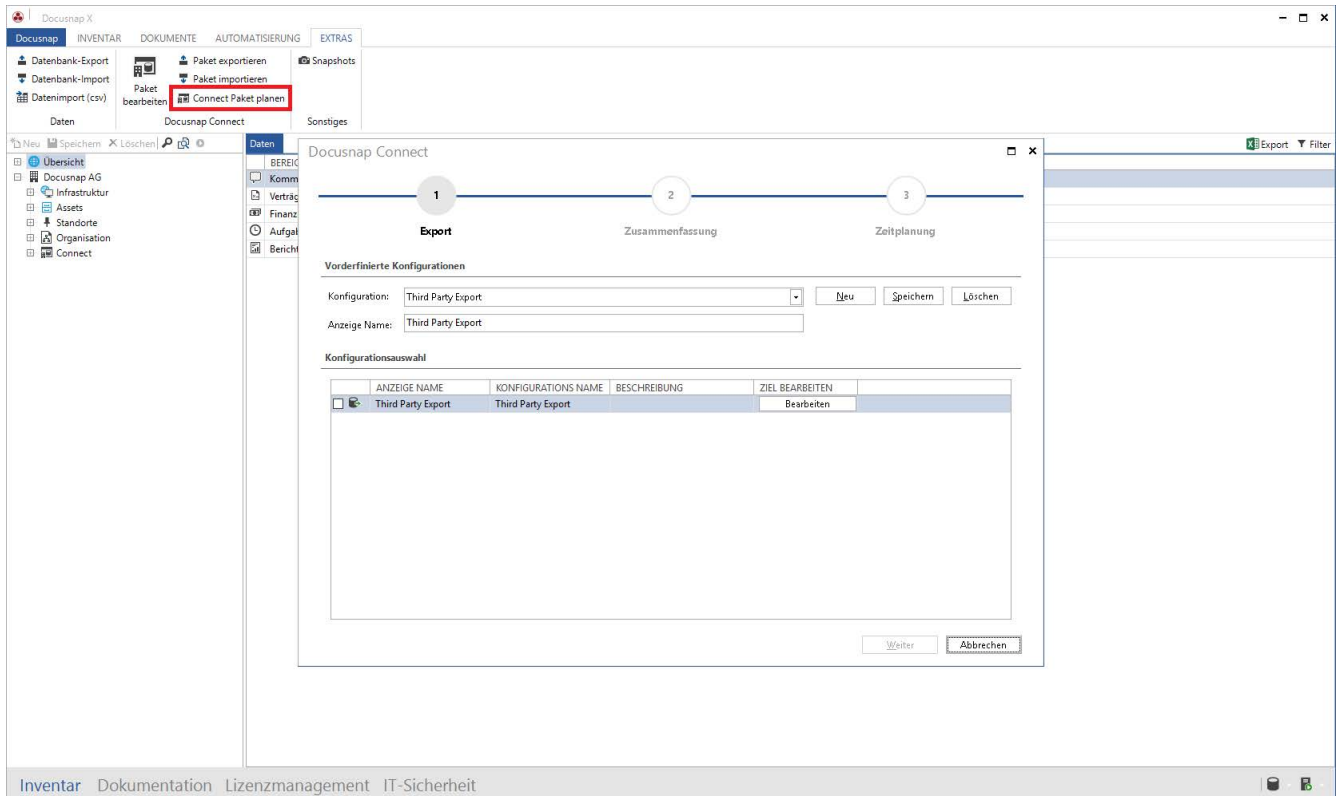 Docusnap X
Docusnap INVENTAR DOKUMENTE AUTOMATISIERUNG EXTRAS
Datenbank-Export
Datenbank-Import
Datenimport (csv)
Daten
Paket bearbeiten
Paket exportieren
Paket importieren
Connect Paket planen
Docusnap Connect
Snapshots
Sonstiges
Neu Speichern Löschen
Übersicht
Docusnap AG
Infrastruktur
Assets
Standorte
Organisation
Connect
Daten
Export Filter
BEREIC
Komm
Verträg
Finanz
Aufgab
Bericht
Docusnap Connect
1 2 3
Export Zusammenfassung Zeitplanung
Vordefinierte Konfigurationen
Konfiguration: Third Party Export Neu Speichern Löschen
Anzeige Name: Third Party Export
Konfigurationsauswahl
ANZEIGE NAME KONFIGURATIONS NAME BESCHREIBUNG ZIEL BEARBEITEN
Third Party Export Third Party Export Bearbeiten
Weiter Abbrechen
Inventar Dokumentation Lizenzmanagement IT-Sicherheit